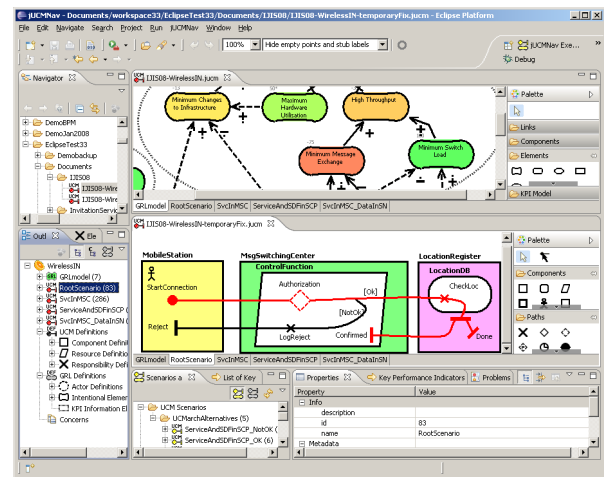 jUCMNav - Documents/workspace33/EclipseTest33/Documents/IJIS08/IJIS08-WirelessIN-temporaryFix.jucm - Eclipse Platform
File Edit Navigate Search Project Run jUCMNav Window Help
100% Hide empty points and stub labels
jUCMNav Exe...
Debug
Navigator
DemoBPM
DemoJan2008
EclipseTest33
Demobackup
Documents
IJIS08
IJIS08-Wire
IJIS08-Wire
InvitationServic
IJIS08-WirelessIN.jucm
Minimum Changes
to Infrastructure
Maximum
Hardware
Utilisation
High Throughput
Minimum Message
Exchange
Minimum Switch
Load
GRLmodel RootScenario SvcInMSC ServiceAndSDFinSCP SvcInMSC_DataInSN
Palette
Links
Components
Elements
KPI Model
Outl Ele
WirelessIN
GRLmodel (7)
RootScenario (83)
SvcInMSC (286)
ServiceAndSDFinSCP (
SvcInMSC_DataInSN (
UCM Definitions
Component Definit
Resource Definitio
Responsibility Def
GRL Definitions
Actor Definitions
Intentional Elemen
KPI Information El
Concerns
IJIS08-WirelessIN-temporaryFix.jucm
MobileStation
StartConnection
Reject
MsgSwitchingCenter
ControlFunction
Authorization
[Ok]
[NotOk]
LogReject
Confirmed
LocationRegister
LocationDB
CheckLoc
Done
GRLmodel RootScenario SvcInMSC ServiceAndSDFinSCP SvcInMSC_DataInSN
Palette
Components
Paths
Scenarios a List of Key
UCM Scenarios
UCMarchAlternatives (5)
ServiceAndSDFinSCP_NotOK (
ServiceAndSDFinSCP_OK (6)
Properties Key Performance Indicators Problems
Property Value
Info
description
id 83
name RootScenario
Metadata